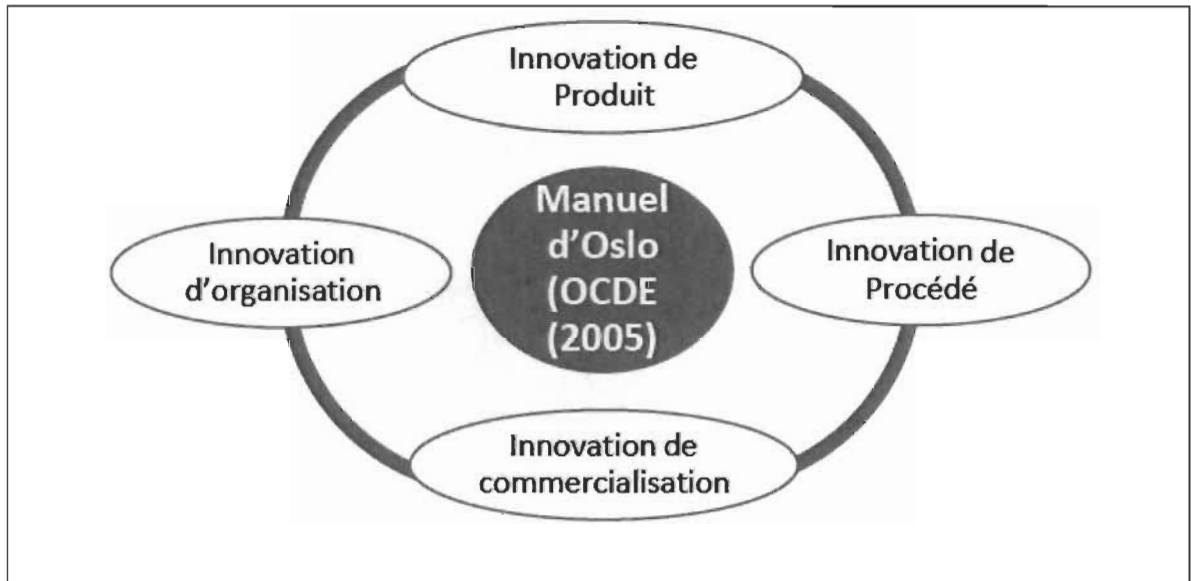 Innovation de
Produit
Manuel
d'Oslo
(OCDE
(2005)
Innovation
d'organisation
Innovation de
Procédé
Innovation de
commercialisation